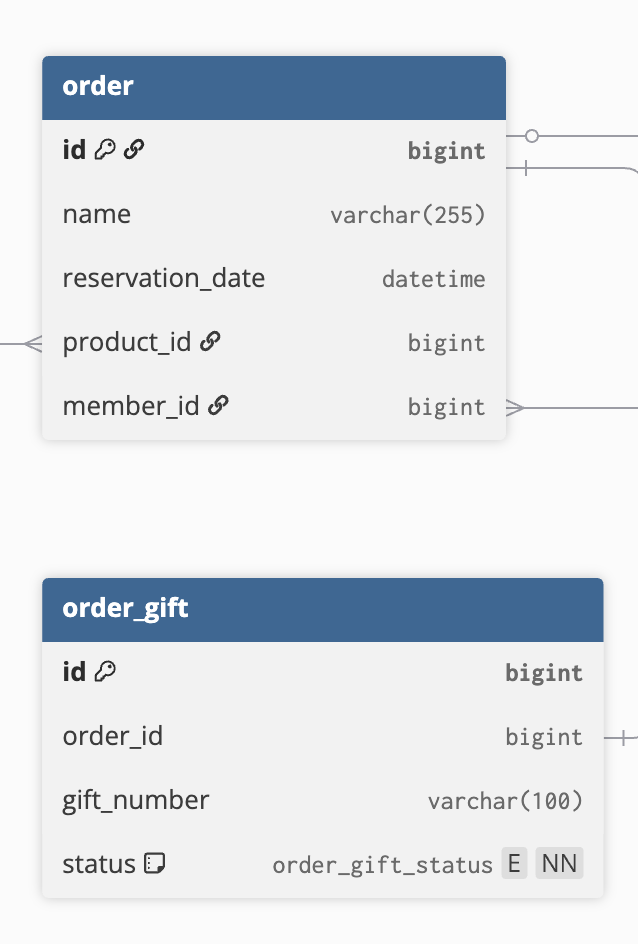 order
id bigint
name varchar(255)
reservation_date datetime
product_id bigint
member_id bigint
order_gift
id bigint
order_id bigint
gift_number varchar(100)
status order_gift_status E NN